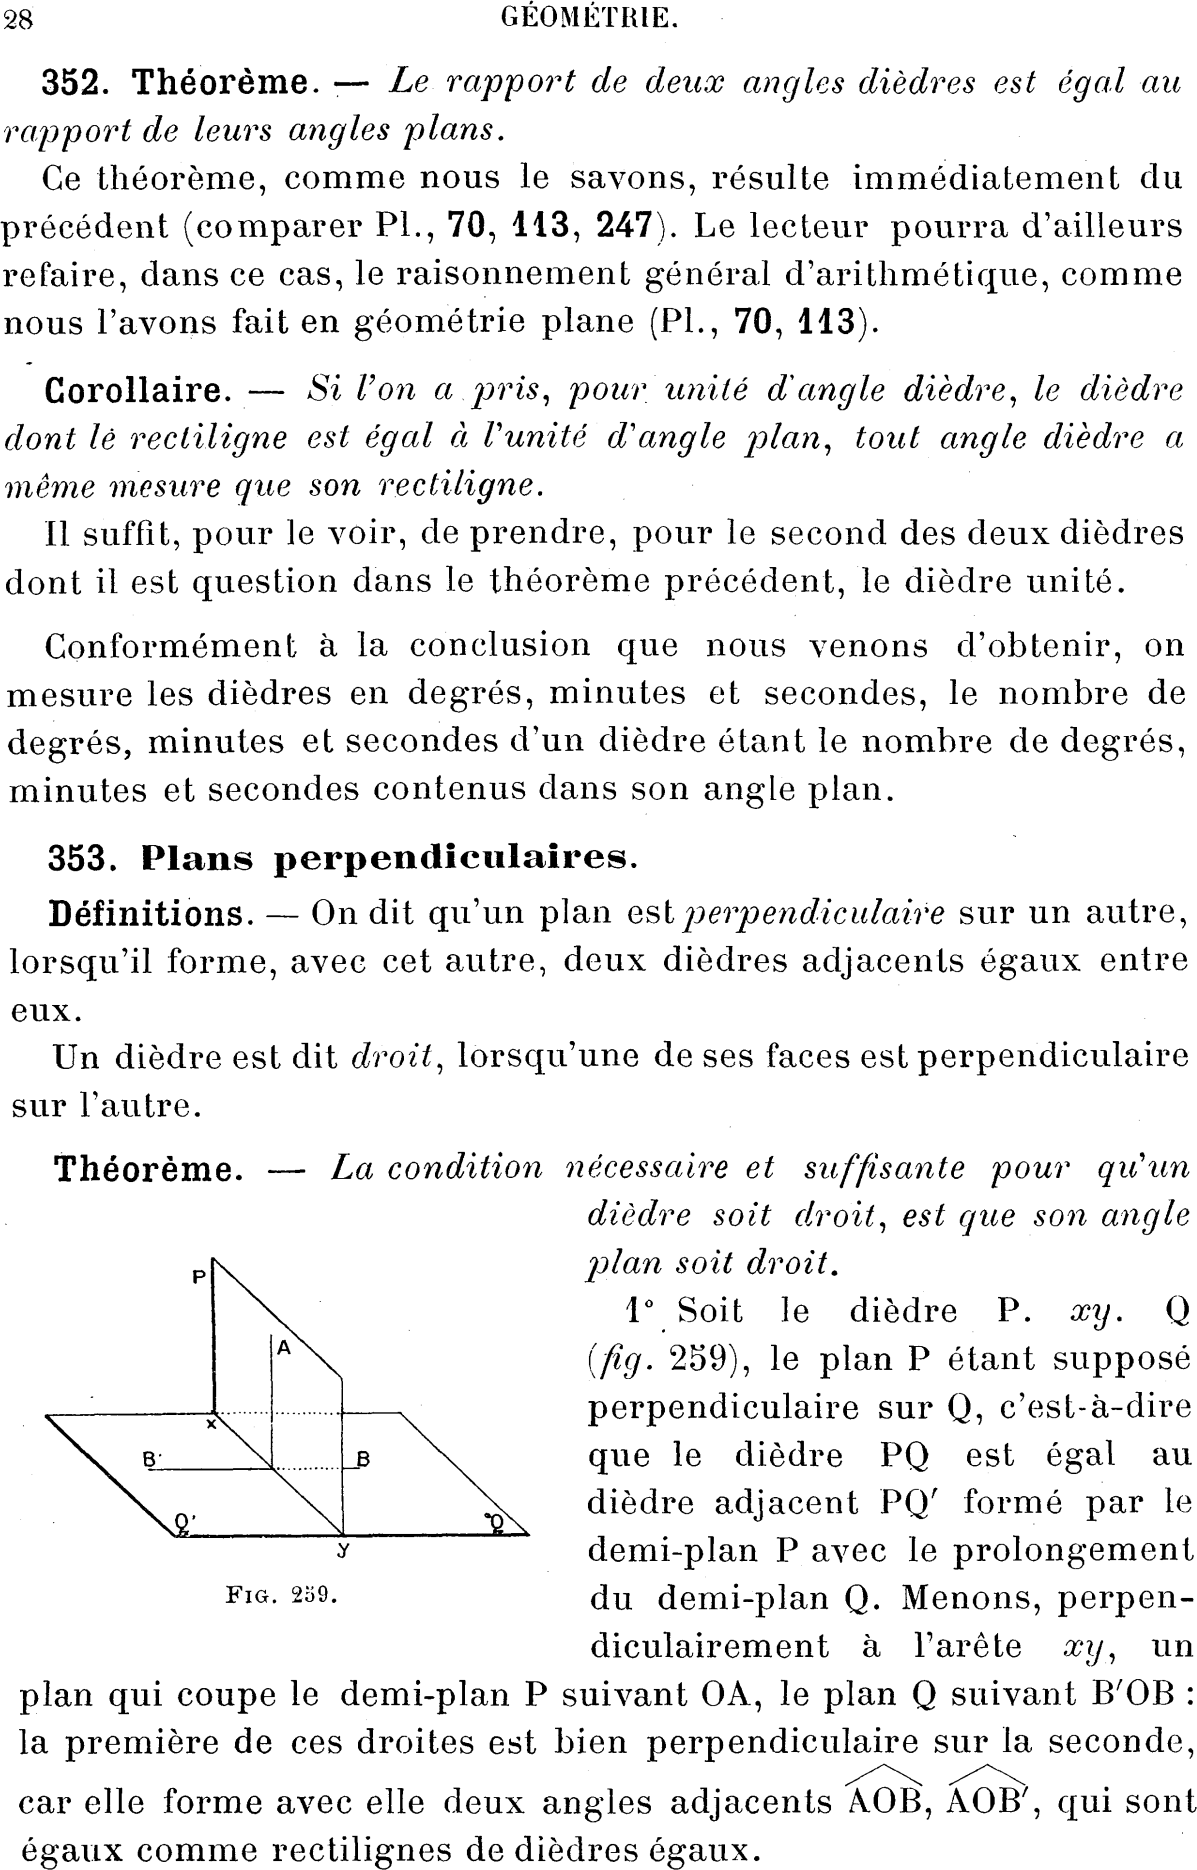 28 GÉOMÉTRIE.
352. Théorème. — Le rapport de deux angles dièdres est égal au
rapport de leurs angles plans.
Ce théorème, comme nous le savons, résulte immédiatement du
précédent (comparer Pl., 70, 113, 247). Le lecteur pourra d'ailleurs
refaire, dans ce cas, le raisonnement général d'arithmétique, comme
nous l'avons fait en géométrie plane (Pl., 70, 113).
Corollaire. — Si l'on a pris, pour unité d'angle dièdre, le dièdre
dont le rectiligne est égal à l'unité d'angle plan, tout angle dièdre a
même mesure que son rectiligne.
Il suffit, pour le voir, de prendre, pour le second des deux dièdres
dont il est question dans le théorème précédent, le dièdre unité.
Conformément à la conclusion que nous venons d'obtenir, on
mesure les dièdres en degrés, minutes et secondes, le nombre de
degrés, minutes et secondes d'un dièdre étant le nombre de degrés,
minutes et secondes contenus dans son angle plan.
353. Plans perpendiculaires.
Définitions. — On dit qu'un plan est perpendiculaire sur un autre,
lorsqu'il forme, avec cet autre, deux dièdres adjacents égaux entre
eux.
Un dièdre est dit droit, lorsqu'une de ses faces est perpendiculaire
sur l'autre.
Théorème. — La condition nécessaire et suffisante pour qu'un
dièdre soit droit, est que son angle
plan soit droit.
1° Soit le dièdre P. xy. Q
(fig. 259), le plan P étant supposé
perpendiculaire sur Q, c'est-à-dire
que le dièdre PQ est égal au
dièdre adjacent PQ' formé par le
demi-plan P avec le prolongement
du demi-plan Q. Menons, perpen-
diculairement à l'arête xy, un
P
A
x
B'
B
Q'
Q
y
FIG. 259.
plan qui coupe le demi-plan P suivant OA, le plan Q suivant B'OB :
la première de ces droites est bien perpendiculaire sur la seconde,
car elle forme avec elle deux angles adjacents AOB, AOB', qui sont
égaux comme rectilignes de dièdres égaux.